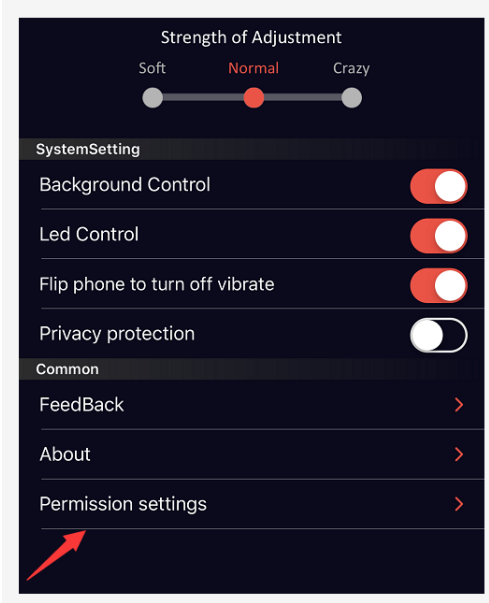 Strength of Adjustment
Soft Normal Crazy
SystemSetting
Background Control
Led Control
Flip phone to turn off vibrate
Privacy protection
Common
FeedBack
About
Permission settings